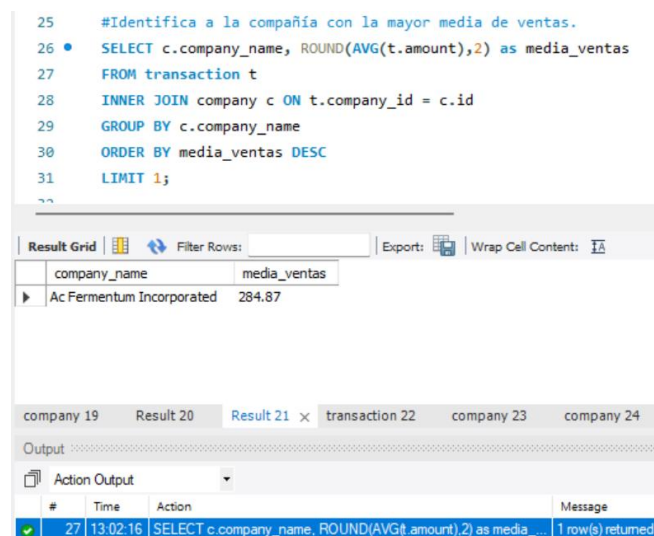 25 #Identifica a la compañía con la mayor media de ventas.
26 SELECT c.company_name, ROUND(AVG(t.amount),2) as media_ventas
27 FROM transaction t
28 INNER JOIN company c ON t.company_id = c.id
29 GROUP BY c.company_name
30 ORDER BY media_ventas DESC
31 LIMIT 1;
Result Grid Filter Rows: Export: Wrap Cell Content: IA
company_name media_ventas
Ac Fermentum Incorporated 284.87
company 19 Result 20 Result 21 × transaction 22 company 23 company 24
Output
Action Output
# Time Action Message
27 13:02:16 SELECT c.company_name, ROUND(AVG(t.amount),2) as media_... 1 row(s) returned